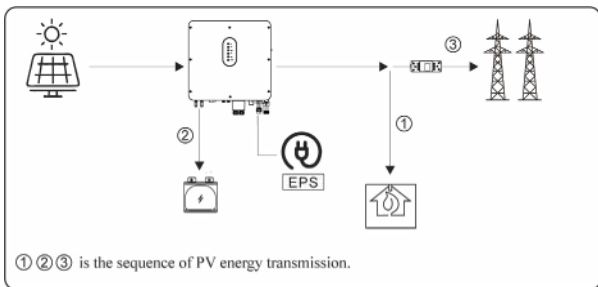 ③
②
①
EPS
① ② ③ is the sequence of PV energy transmission.